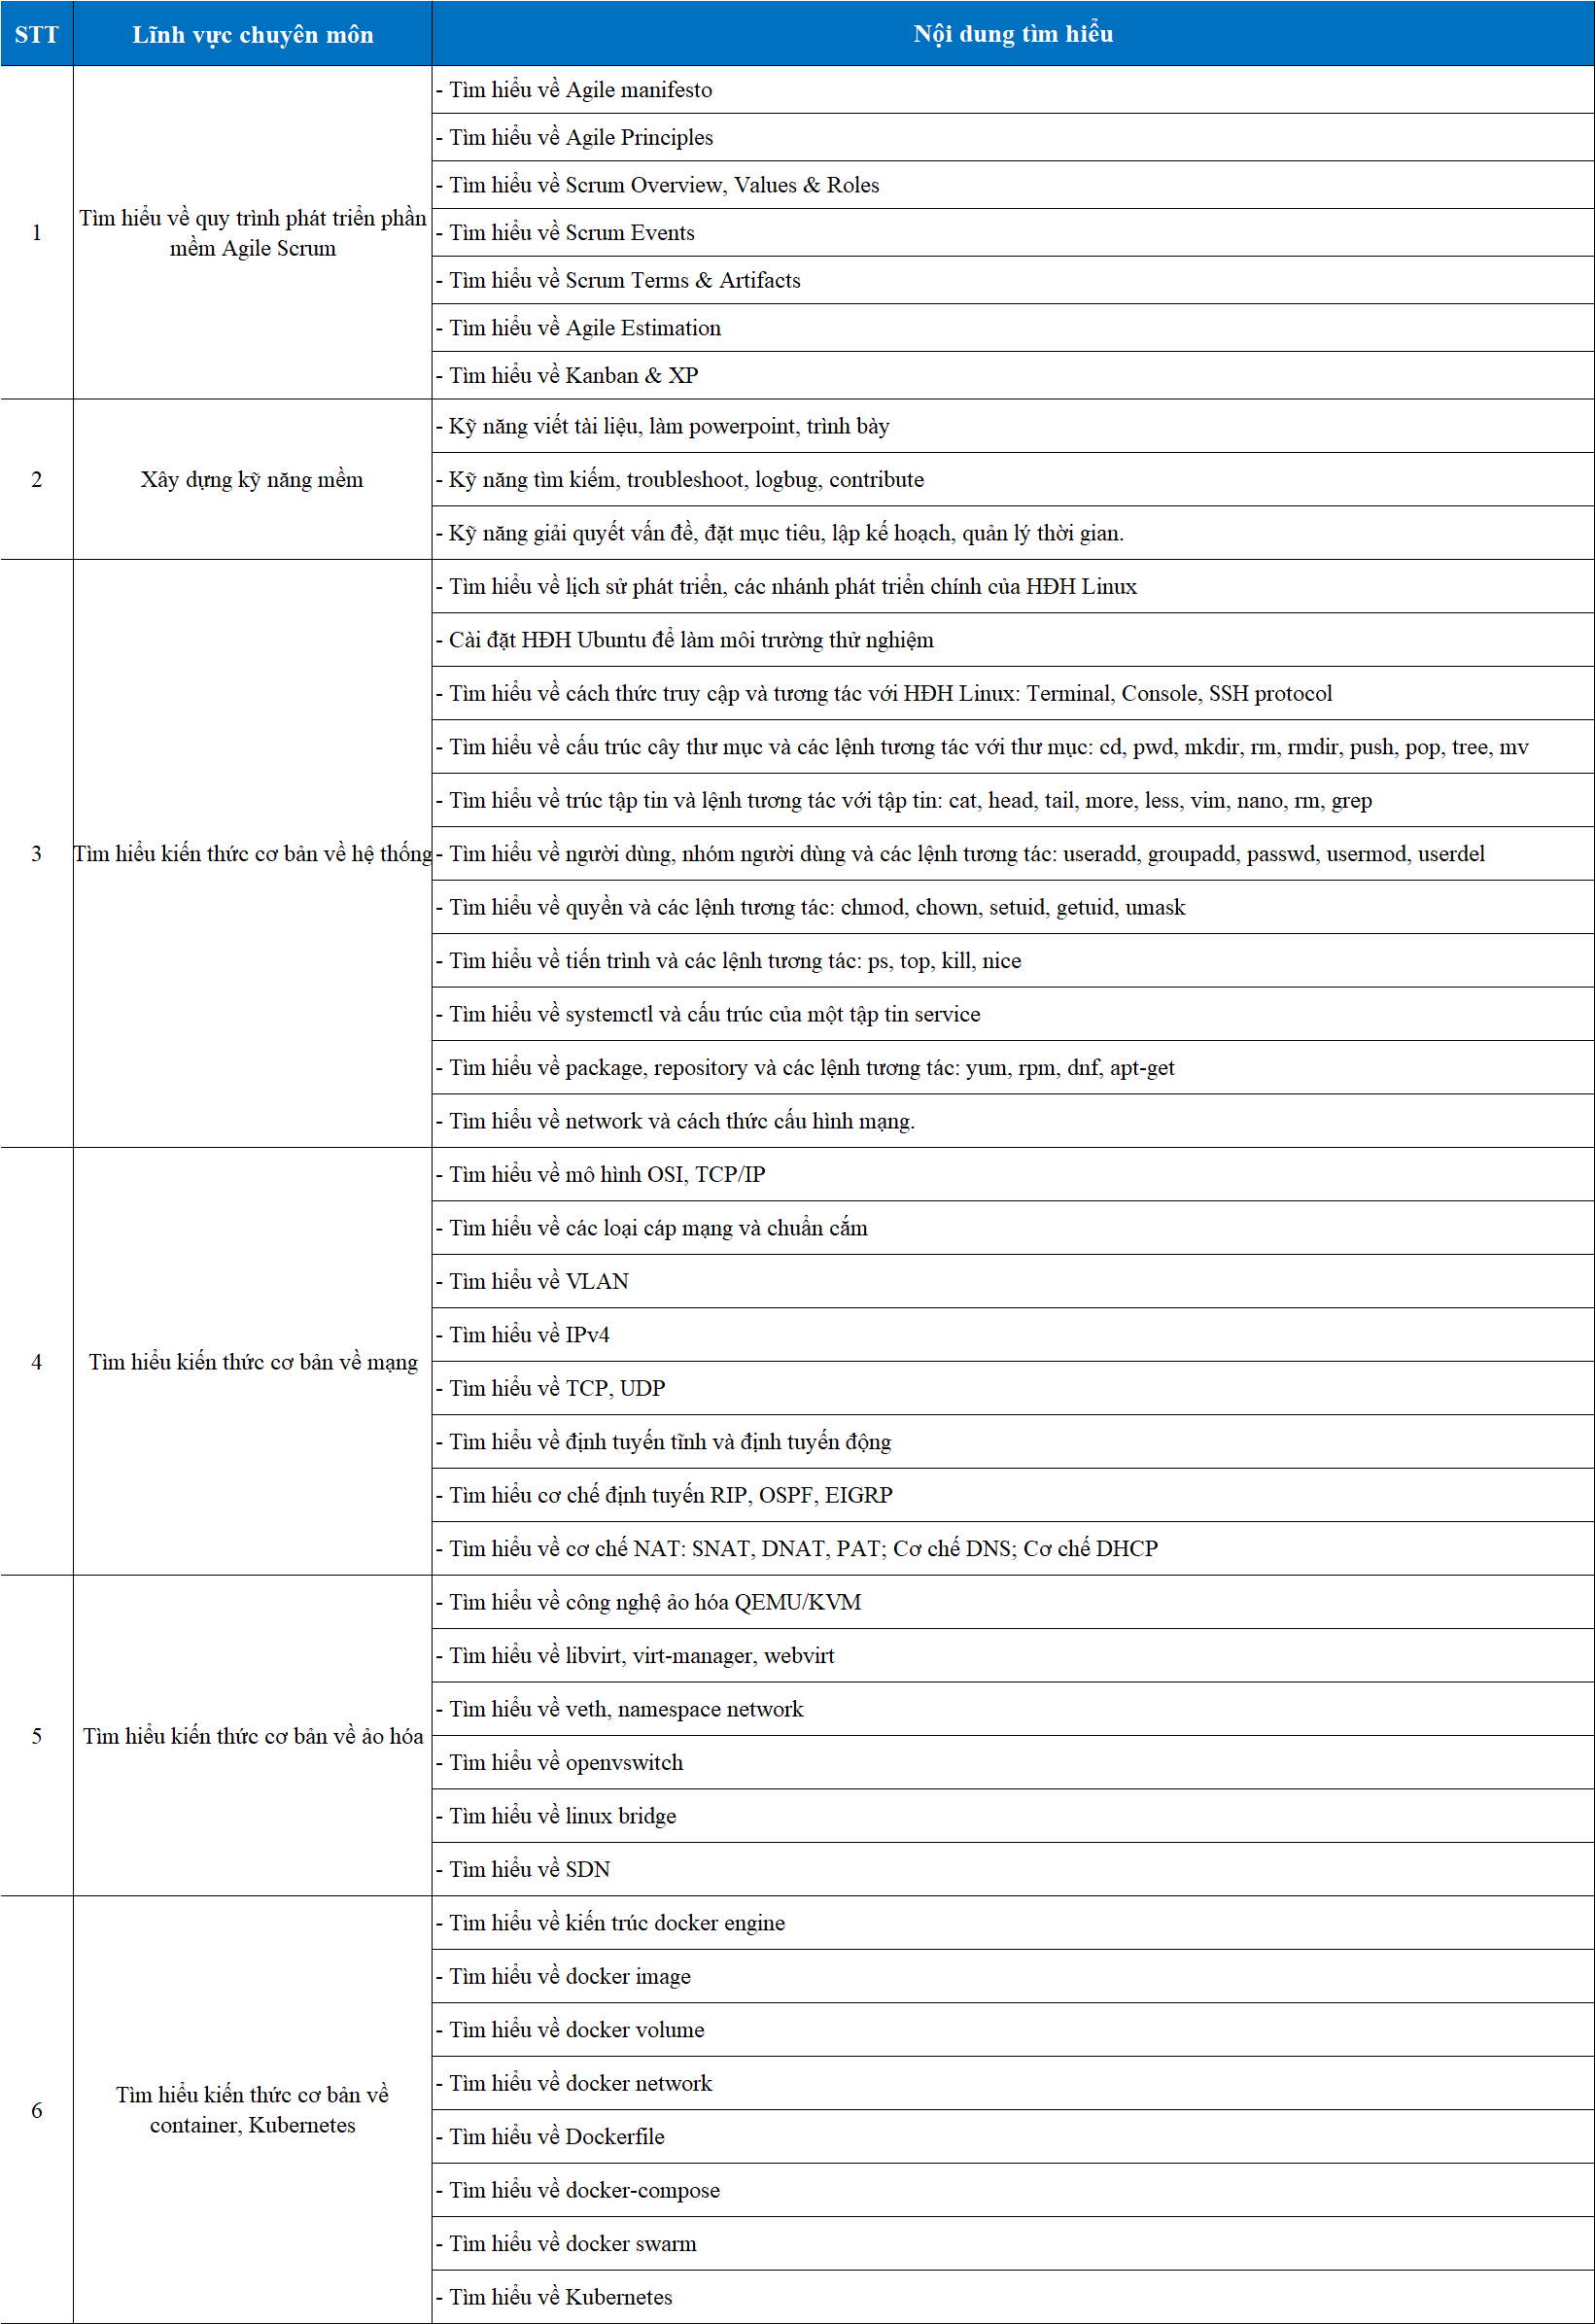 STT Lĩnh vực chuyên môn Nội dung tìm hiểu
- Tìm hiểu về Agile manifesto
- Tìm hiểu về Agile Principles
- Tìm hiểu về Scrum Overview, Values & Roles
1
Tìm hiểu về quy trình phát triển phần
mềm Agile Scrum
- Tìm hiểu về Scrum Events
- Tìm hiểu về Scrum Terms & Artifacts
- Tìm hiểu về Agile Estimation
- Tìm hiểu về Kanban & XP
2
Xây dựng kỹ năng mềm
- Kỹ năng viết tài liệu, làm powerpoint, trình bày
- Kỹ năng tìm kiếm, troubleshoot, logbug, contribute
- Kỹ năng giải quyết vấn đề, đặt mục tiêu, lập kế hoạch, quản lý thời gian.
3
Tìm hiểu kiến thức cơ bản về hệ thống
- Tìm hiểu về lịch sử phát triển, các nhánh phát triển chính của HĐH Linux
- Cài đặt HĐH Ubuntu để làm môi trường thử nghiệm
- Tìm hiểu về cách thức truy cập và tương tác với HĐH Linux: Terminal, Console, SSH protocol
- Tìm hiểu về cấu trúc cây thư mục và các lệnh tương tác với thư mục: cd, pwd, mkdir, rm, rmdir, push, pop, tree, mv
- Tìm hiểu về trúc tập tin và lệnh tương tác với tập tin: cat, head, tail, more, less, vim, nano, rm, grep
- Tìm hiểu về người dùng, nhóm người dùng và các lệnh tương tác: useradd, groupadd, passwd, usermod, userdel
- Tìm hiểu về quyền và các lệnh tương tác: chmod, chown, setuid, getuid, umask
- Tìm hiểu về tiến trình và các lệnh tương tác: ps, top, kill, nice
- Tìm hiểu về systemctl và cấu trúc của một tập tin service
- Tìm hiểu về package, repository và các lệnh tương tác: yum, rpm, dnf, apt-get
- Tìm hiểu về network và cách thức cấu hình mạng.
4
Tìm hiểu kiến thức cơ bản về mạng
- Tìm hiểu về mô hình OSI, TCP/IP
- Tìm hiểu về các loại cáp mạng và chuẩn cắm
- Tìm hiểu về VLAN
- Tìm hiểu về IPv4
- Tìm hiểu về TCP, UDP
- Tìm hiểu về định tuyến tĩnh và định tuyến động
- Tìm hiểu cơ chế định tuyến RIP, OSPF, EIGRP
- Tìm hiểu về cơ chế NAT: SNAT, DNAT, PAT; Cơ chế DNS; Cơ chế DHCP
5
Tìm hiểu kiến thức cơ bản về ảo hóa
- Tìm hiểu về công nghệ ảo hóa QEMU/KVM
- Tìm hiểu về libvirt, virt-manager, webvirt
- Tìm hiểu về veth, namespace network
- Tìm hiểu về openvswitch
- Tìm hiểu về linux bridge
- Tìm hiểu về SDN
6
Tìm hiểu kiến thức cơ bản về
container, Kubernetes
- Tìm hiểu về kiến trúc docker engine
- Tìm hiểu về docker image
- Tìm hiểu về docker volume
- Tìm hiểu về docker network
- Tìm hiểu về Dockerfile
- Tìm hiểu về docker-compose
- Tìm hiểu về docker swarm
- Tìm hiểu về Kubernetes